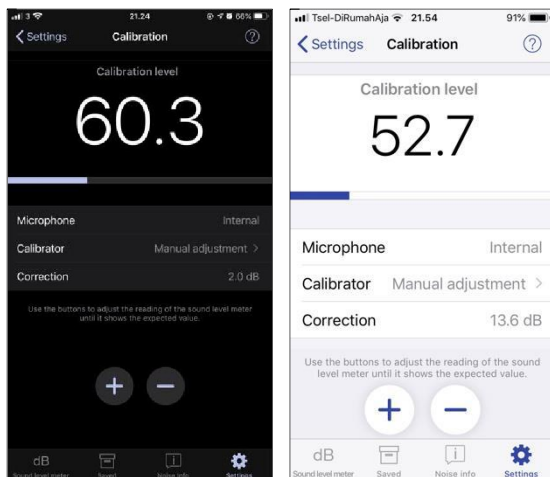 3 21.24 66%
Settings Calibration ?
Calibration level
60.3
Microphone Internal
Calibrator Manual adjustment >
Correction 2.0 dB
Use the buttons to adjust the reading of the sound level meter
until it shows the expected value.
+ −
dB i
Sound level meter Saved Noise info Settings
Tsel-DiRumahAja 21.54 91%
Settings Calibration ?
Calibration level
52.7
Microphone Internal
Calibrator Manual adjustment >
Correction 13.6 dB
Use the buttons to adjust the reading of the sound
level meter until it shows the expected value.
+ −
dB i
Sound level meter Saved Noise info Settings